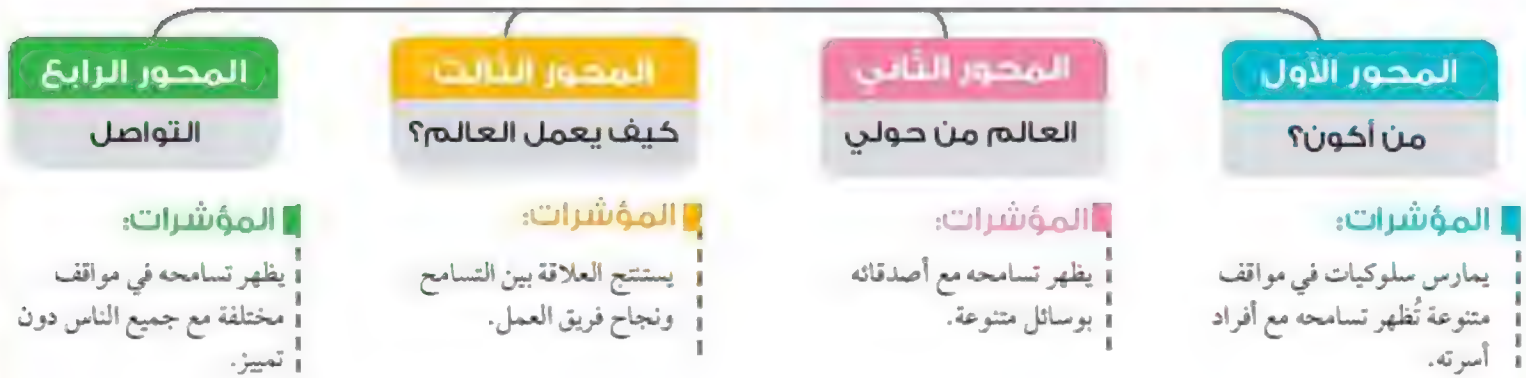 المحور الأول
من أكون؟
المؤشرات:
يمارس سلوكيات في مواقف
متنوعة تُظهر تسامحه مع أفراد
أسرته.
المحور الثاني
العالم من حولي
المؤشرات:
يظهر تسامحه مع أصدقائه
بوسائل متنوعة.
المحور الثالث
كيف يعمل العالم؟
المؤشرات:
يستنتج العلاقة بين التسامح
ونجاح فريق العمل.
المحور الرابع
التواصل
المؤشرات:
يظهر تسامحه في مواقف
مختلفة مع جميع الناس دون
تمييز.